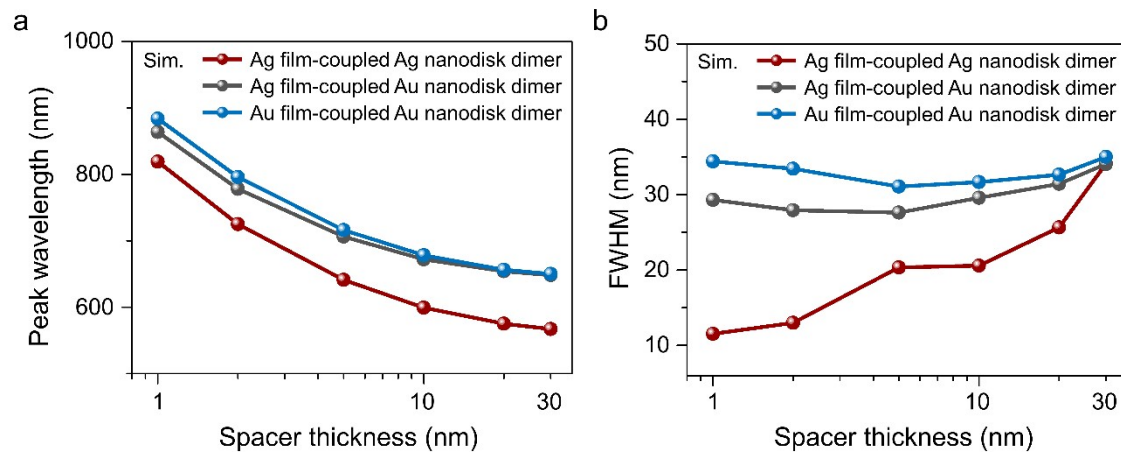 a
1000
800
600
Peak wavelength (nm)
Sim.
Ag film-coupled Ag nanodisk dimer
Ag film-coupled Au nanodisk dimer
Au film-coupled Au nanodisk dimer
1
10
30
Spacer thickness (nm)
b
50
40
30
20
10
FWHM (nm)
Sim.
Ag film-coupled Ag nanodisk dimer
Ag film-coupled Au nanodisk dimer
Au film-coupled Au nanodisk dimer
1
10
30
Spacer thickness (nm)